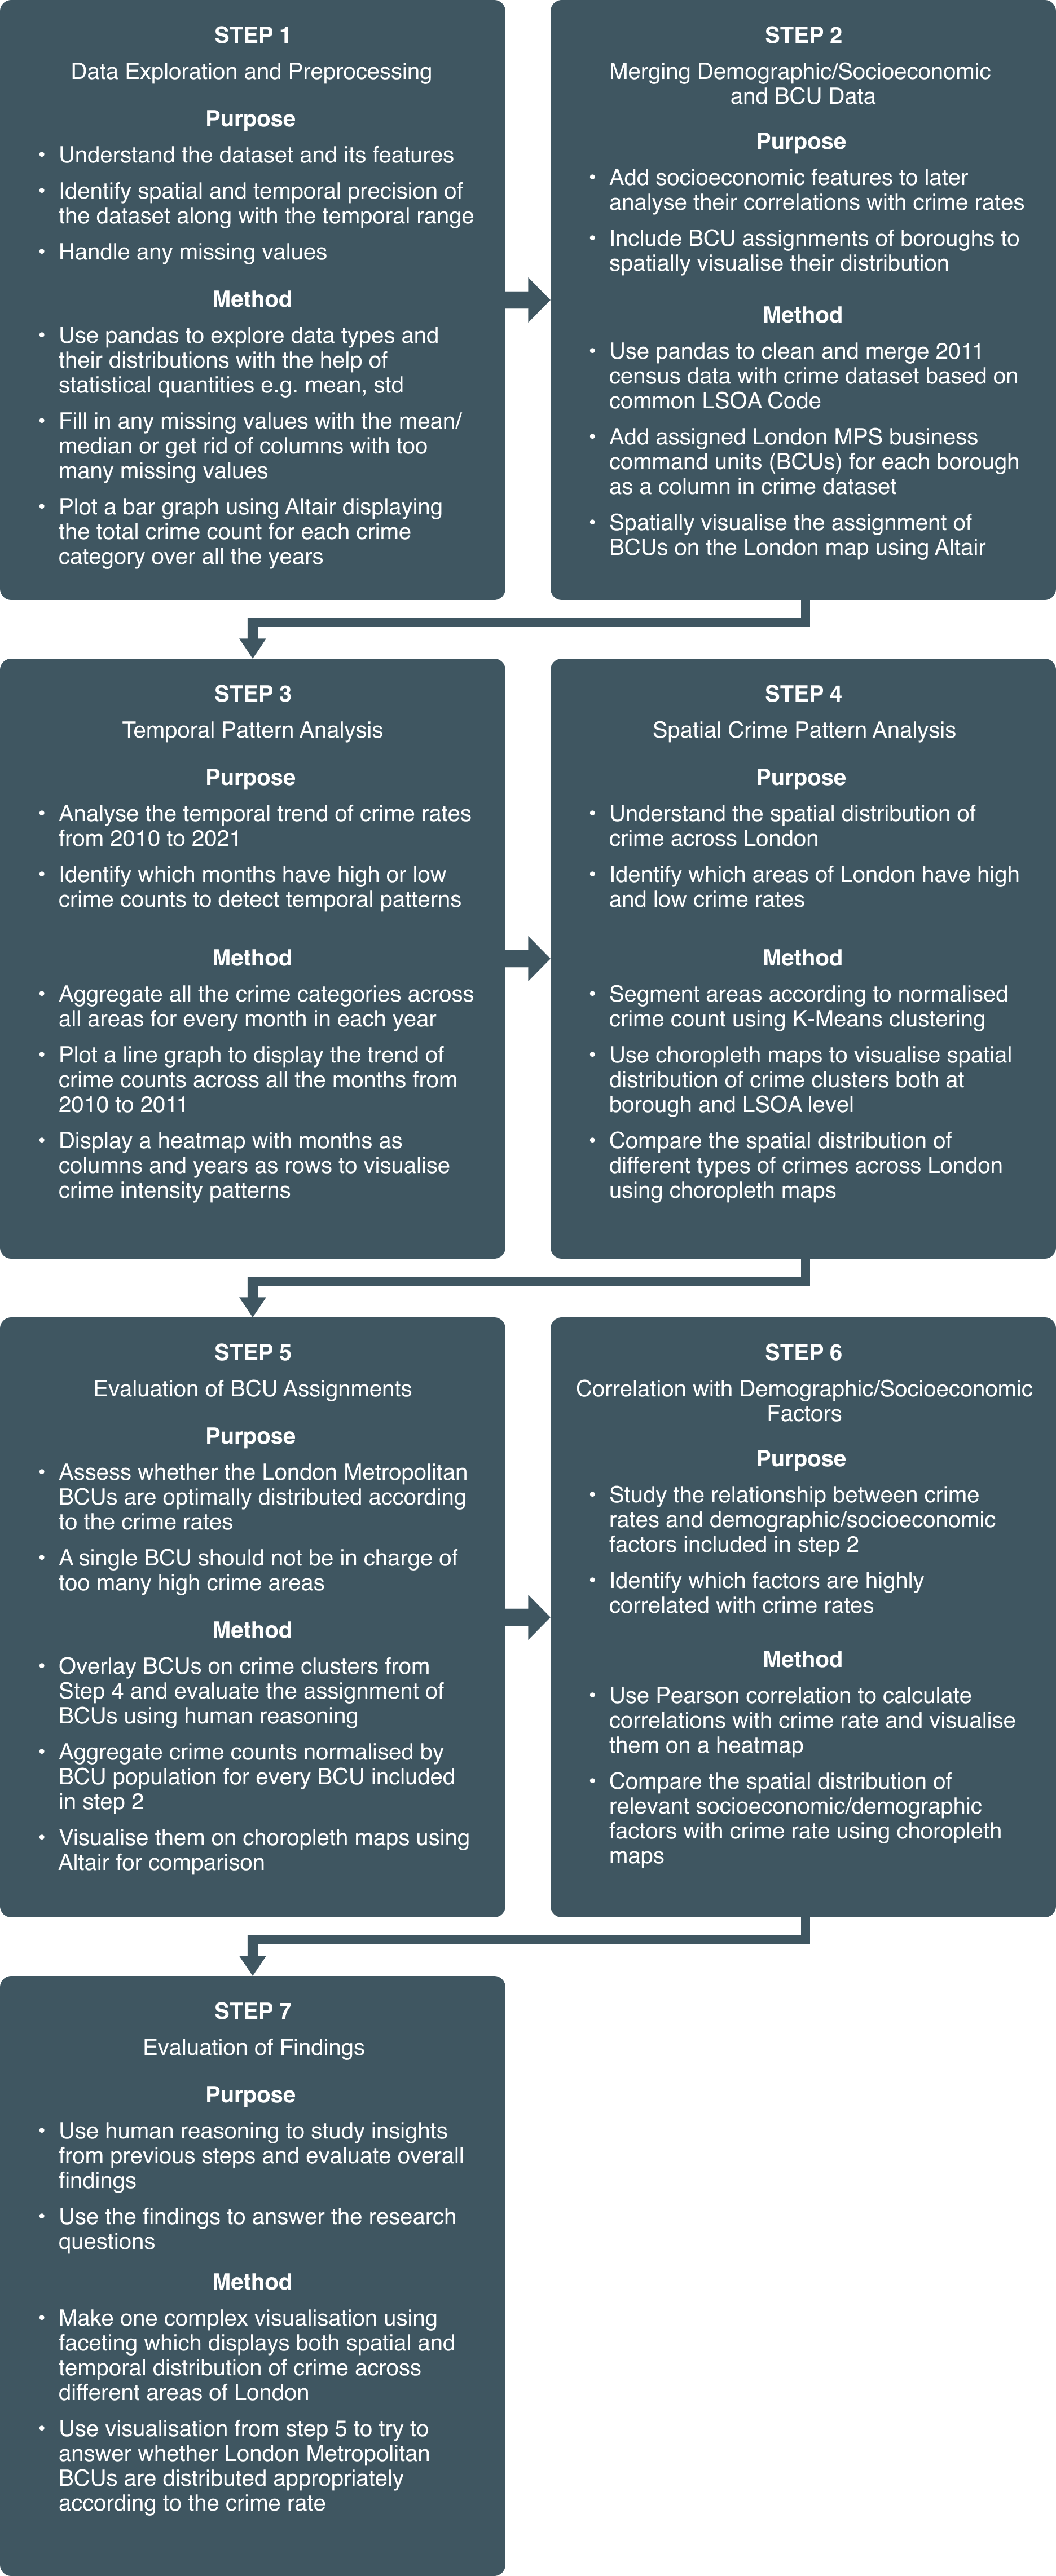 STEP 1
Data Exploration and Preprocessing
Purpose
• Understand the dataset and its features
• Identify spatial and temporal precision of
the dataset along with the temporal range
• Handle any missing values
Method
• Use pandas to explore data types and
their distributions with the help of
statistical quantities e.g. mean, std
• Fill in any missing values with the mean/
median or get rid of columns with too
many missing values
• Plot a bar graph using Altair displaying
the total crime count for each crime
category over all the years
STEP 2
Merging Demographic/Socioeconomic
and BCU Data
Purpose
• Add socioeconomic features to later
analyse their correlations with crime rates
• Include BCU assignments of boroughs to
spatially visualise their distribution
Method
• Use pandas to clean and merge 2011
census data with crime dataset based on
common LSOA Code
• Add assigned London MPS business
command units (BCUs) for each borough
as a column in crime dataset
• Spatially visualise the assignment of
BCUs on the London map using Altair
STEP 3
Temporal Pattern Analysis
Purpose
• Analyse the temporal trend of crime rates
from 2010 to 2021
• Identify which months have high or low
crime counts to detect temporal patterns
Method
• Aggregate all the crime categories across
all areas for every month in each year
• Plot a line graph to display the trend of
crime counts across all the months from
2010 to 2011
• Display a heatmap with months as
columns and years as rows to visualise
crime intensity patterns
STEP 4
Spatial Crime Pattern Analysis
Purpose
• Understand the spatial distribution of
crime across London
• Identify which areas of London have high
and low crime rates
Method
• Segment areas according to normalised
crime count using K-Means clustering
• Use choropleth maps to visualise spatial
distribution of crime clusters both at
borough and LSOA level
• Compare the spatial distribution of
different types of crimes across London
using choropleth maps
STEP 5
Evaluation of BCU Assignments
Purpose
• Assess whether the London Metropolitan
BCUs are optimally distributed according
to the crime rates
• A single BCU should not be in charge of
too many high crime areas
Method
• Overlay BCUs on crime clusters from
Step 4 and evaluate the assignment of
BCUs using human reasoning
• Aggregate crime counts normalised by
BCU population for every BCU included
in step 2
• Visualise them on choropleth maps using
Altair for comparison
STEP 6
Correlation with Demographic/Socioeconomic
Factors
Purpose
• Study the relationship between crime
rates and demographic/socioeconomic
factors included in step 2
• Identify which factors are highly
correlated with crime rates
Method
• Use Pearson correlation to calculate
correlations with crime rate and visualise
them on a heatmap
• Compare the spatial distribution of
relevant socioeconomic/demographic
factors with crime rate using choropleth
maps
STEP 7
Evaluation of Findings
Purpose
• Use human reasoning to study insights
from previous steps and evaluate overall
findings
• Use the findings to answer the research
questions
Method
• Make one complex visualisation using
faceting which displays both spatial and
temporal distribution of crime across
different areas of London
• Use visualisation from step 5 to try to
answer whether London Metropolitan
BCUs are distributed appropriately
according to the crime rate